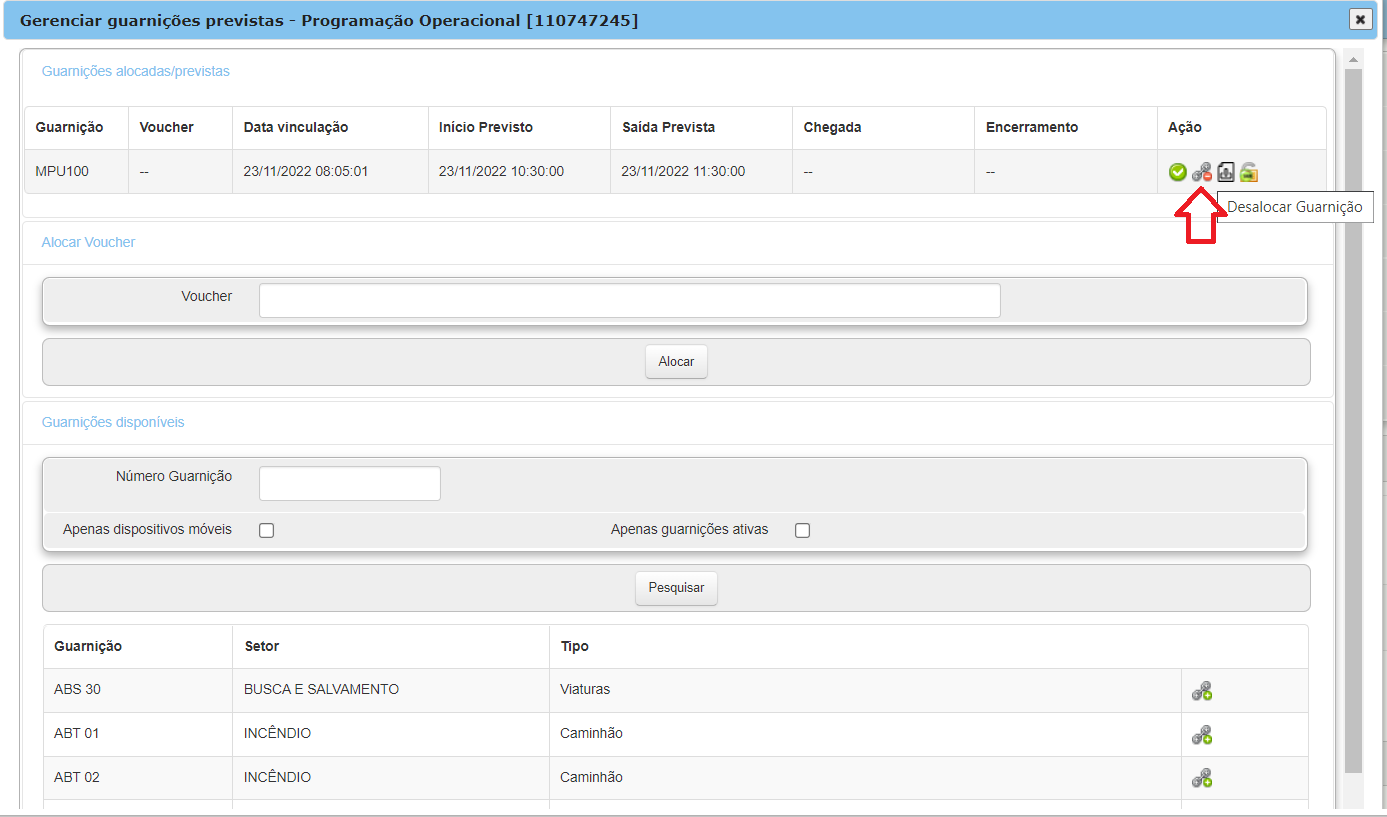 Gerenciar guarnições previstas - Programação Operacional [110747245]
Guarnições alocadas/previstas
Guarnição Voucher Data vinculação Início Previsto Saída Prevista Chegada Encerramento Ação
MPU100 -- 23/11/2022 08:05:01 23/11/2022 10:30:00 23/11/2022 11:30:00 -- --
Desalocar Guarnição
Alocar Voucher
Voucher
Alocar
Guarnições disponíveis
Número Guarnição
Apenas dispositivos móveis Apenas guarnições ativas
Pesquisar
Guarnição Setor Tipo
ABS 30 BUSCA E SALVAMENTO Viaturas
ABT 01 INCÊNDIO Caminhão
ABT 02 INCÊNDIO Caminhão